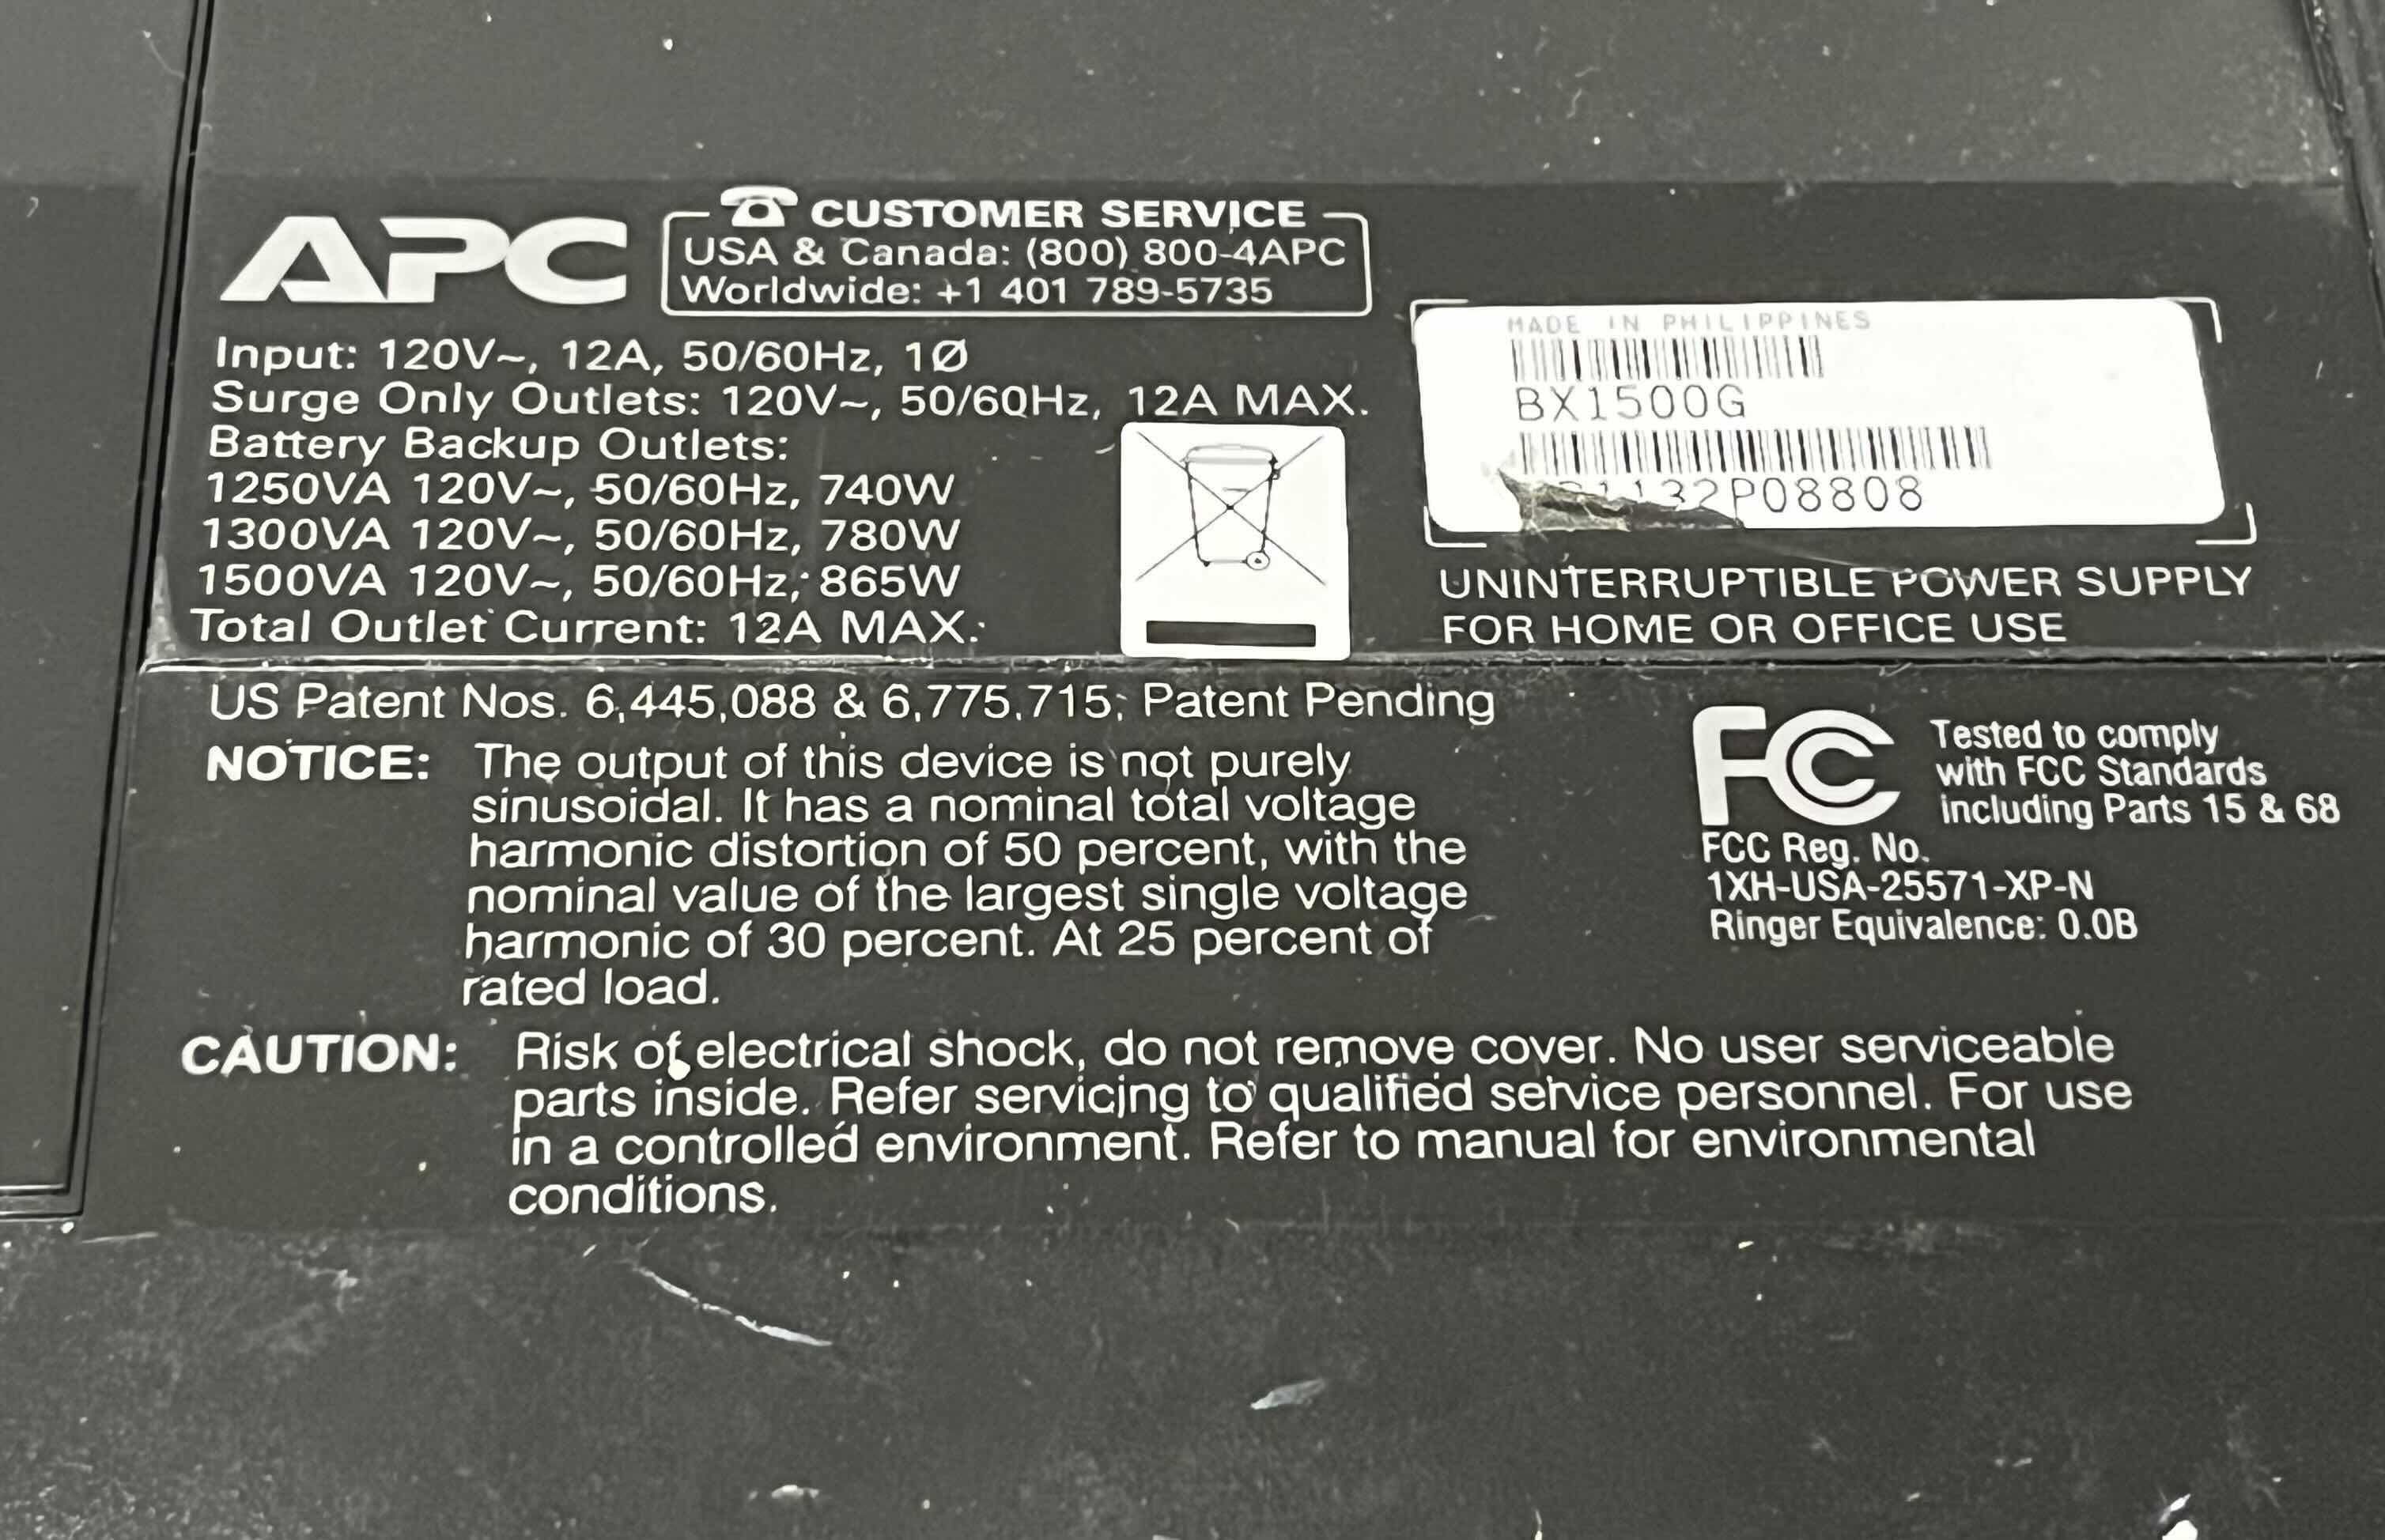 APC
CUSTOMER SERVICE
USA & Canada: (800) 800-4APC
Worldwide: +1 401 789-5735
Input: 120V~, 12A, 50/60Hz, 1Ø
Surge Only Outlets: 120V~, 50/60Hz, 12A MAX.
Battery Backup Outlets:
1250VA 120V~, 50/60Hz, 740W
1300VA 120V~, 50/60Hz, 780W
1500VA 120V~, 50/60Hz, 865W
Total Outlet Current: 12A MAX.
MADE IN PHILIPPINES
BX1500G
UNINTERRUPTIBLE POWER SUPPLY
FOR HOME OR OFFICE USE
US Patent Nos. 6,445,088 & 6,775,715; Patent Pending
NOTICE: The output of this device is not purely
sinusoidal. It has a nominal total voltage
harmonic distortion of 50 percent, with the
nominal value of the largest single voltage
harmonic of 30 percent. At 25 percent of
rated load.
FC
Tested to comply
with FCC Standards
including Parts 15 & 68
FCC Reg. No.
1XH-USA-25571-XP-N
Ringer Equivalence: 0.0B
CAUTION: Risk of electrical shock, do not remove cover. No user serviceable
parts inside. Refer servicing to qualified service personnel. For use
in a controlled environment. Refer to manual for environmental
conditions.